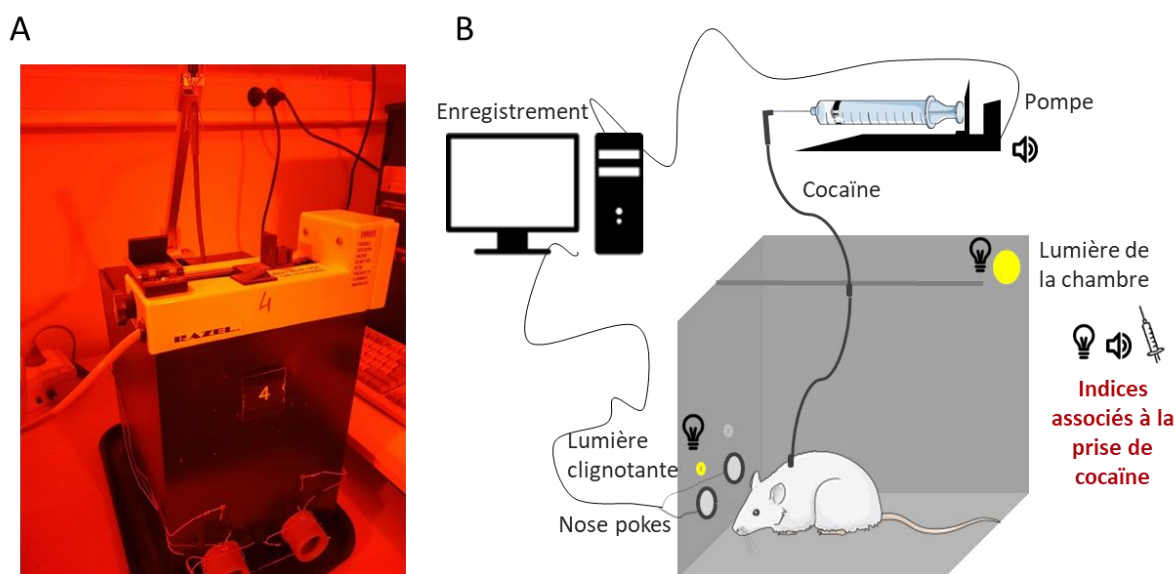 A
B
Enregistrement
Pompe
Cocaïne
Lumière de
la chambre
Indices
associés à la
prise de
cocaïne
Lumière
clignotante
Nose pokes
4
RAZEL
4
DANGER